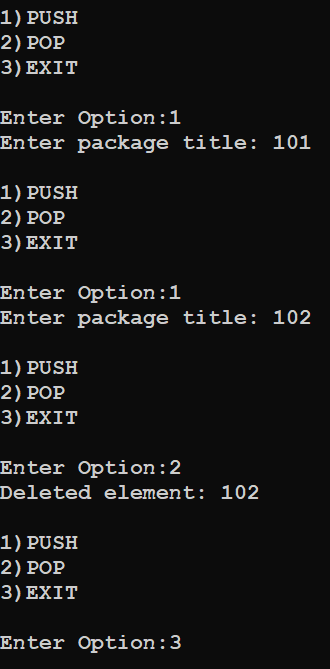 1)PUSH
2)POP
3)EXIT
Enter Option:1
Enter package title: 101
1)PUSH
2)POP
3)EXIT
Enter Option:1
Enter package title: 102
1)PUSH
2)POP
3)EXIT
Enter Option:2
Deleted element: 102
1)PUSH
2)POP
3)EXIT
Enter Option:3